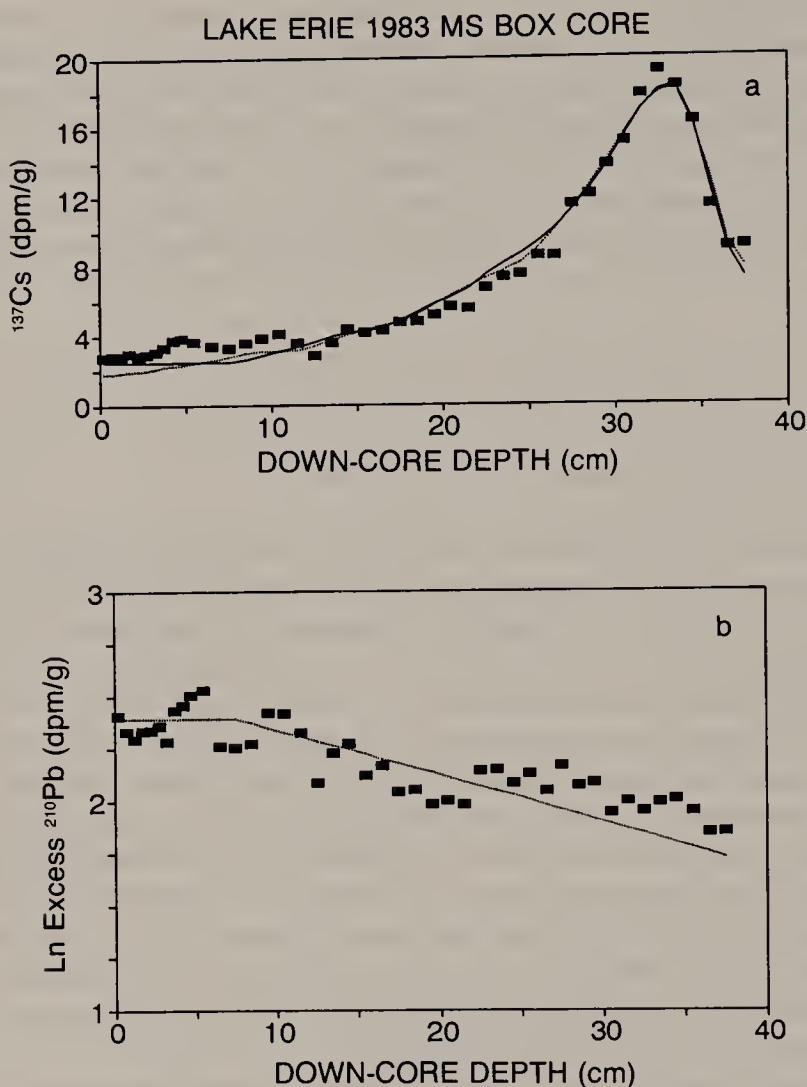 LAKE ERIE 1983 MS BOX CORE
a
20
16
12
8
4
0
¹³⁷Cs (dpm/g)
0 10 20 30 40
DOWN-CORE DEPTH (cm)
b
3
2
1
Ln Excess ²¹⁰Pb (dpm/g)
0 10 20 30 40
DOWN-CORE DEPTH (cm)